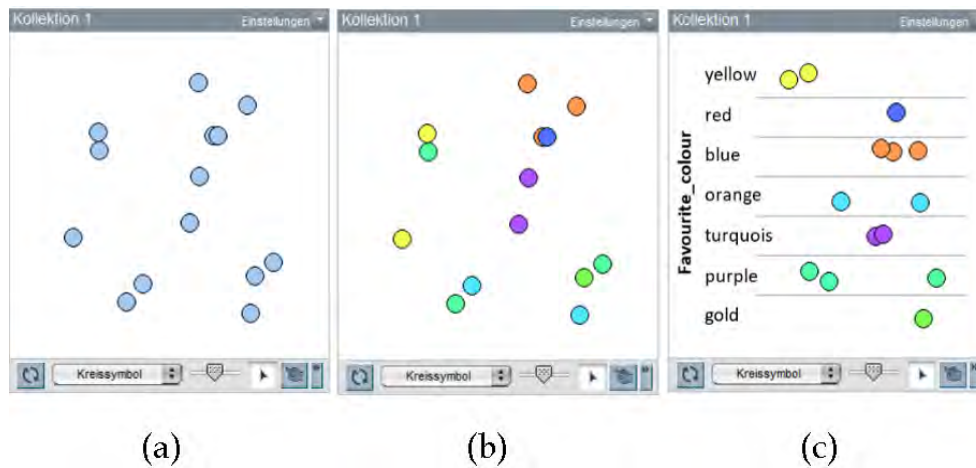 Kollektion 1 Einstellungen
Kollektion 1 Einstellungen
Kollektion 1 Einstellungen
Favourite_colour
yellow
red
blue
orange
turquois
purple
gold
Kreissymbol
Kreissymbol
Kreissymbol
(a)
(b)
(c)